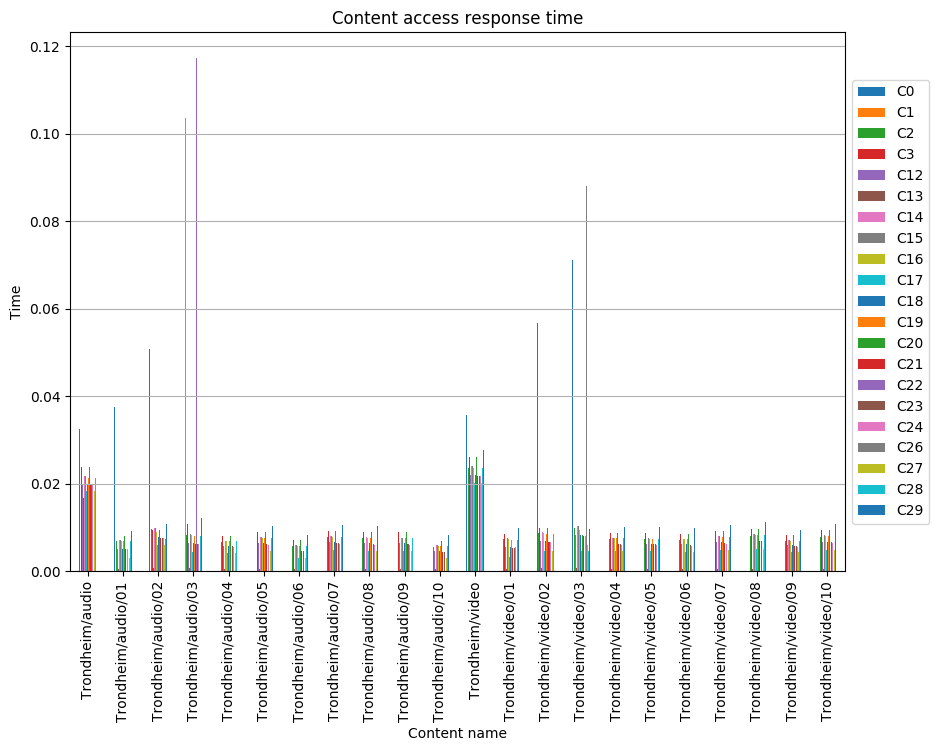 Content access response time
0.12
0.10
0.08
0.06
0.04
0.02
0.00
Time
Trondheim/audio
Trondheim/audio/01
Trondheim/audio/02
Trondheim/audio/03
Trondheim/audio/04
Trondheim/audio/05
Trondheim/audio/06
Trondheim/audio/07
Trondheim/audio/08
Trondheim/audio/09
Trondheim/audio/10
Trondheim/video
Trondheim/video/01
Trondheim/video/02
Trondheim/video/03
Trondheim/video/04
Trondheim/video/05
Trondheim/video/06
Trondheim/video/07
Trondheim/video/08
Trondheim/video/09
Trondheim/video/10
Content name
C0
C1
C2
C3
C12
C13
C14
C15
C16
C17
C18
C19
C20
C21
C22
C23
C24
C26
C27
C28
C29